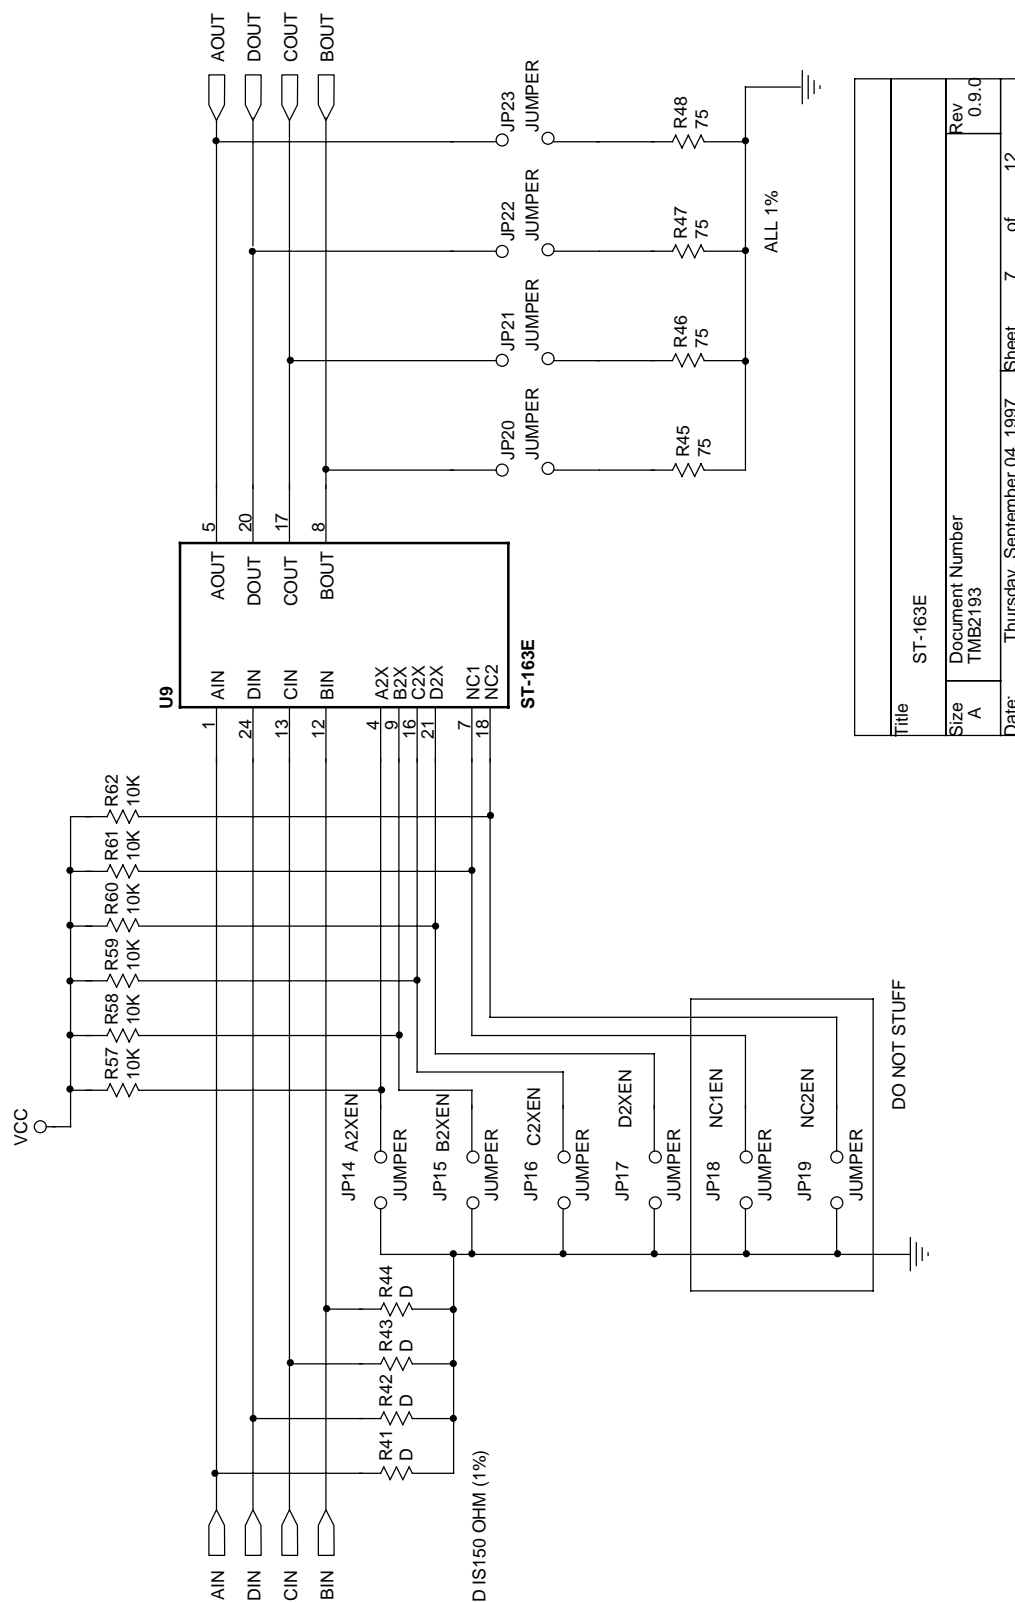 VCC
R57
10K
R58
10K
R59
10K
R60
10K
R61
10K
R62
10K
AIN
DIN
CIN
BIN
R41
D
R42
D
R43
D
R44
D
D IS150 OHM (1%)
JP14
A2XEN
JUMPER
JP15
B2XEN
JUMPER
JP16
C2XEN
JUMPER
JP17
D2XEN
JUMPER
JP18
NC1EN
JUMPER
JP19
NC2EN
JUMPER
DO NOT STUFF
U9
1
AIN
24
DIN
13
CIN
12
BIN
4
A2X
9
B2X
16
C2X
21
D2X
7
NC1
18
NC2
AOUT
5
DOUT
20
COUT
17
BOUT
8
ST-163E
AOUT
DOUT
COUT
BOUT
JP20
JUMPER
JP21
JUMPER
JP22
JUMPER
JP23
JUMPER
R45
75
R46
75
R47
75
R48
75
ALL 1%
Title
ST-163E
Size
A
Document Number
TMB2193
Rev
0.9.0
Date:
Thursday, September 04, 1997
Sheet
7
of
12